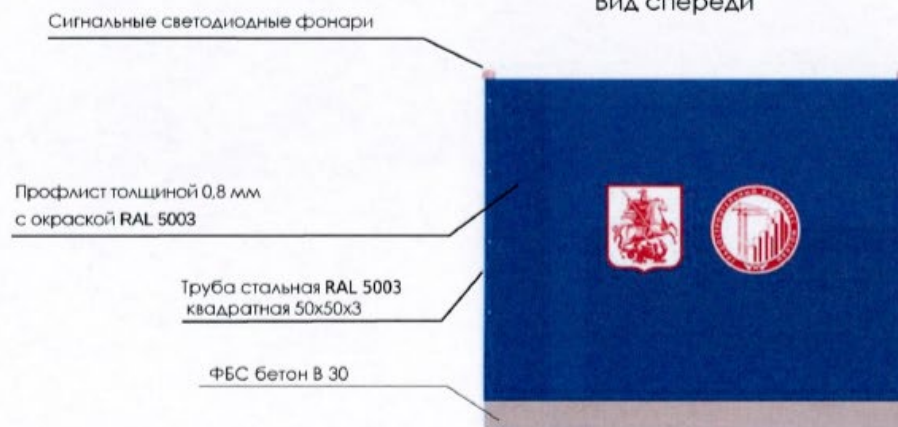 Вид спереди
Сигнальные светодиодные фонари
Профлист толщиной 0,8 мм
с окраской RAL 5003
Труба стальная RAL 5003
квадратная 50х50х3
ФБС бетон В 30